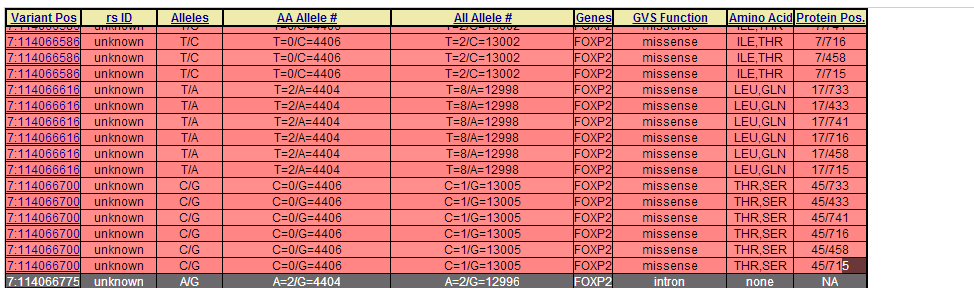 Variant Pos rs ID Alleles AA Allele # All Allele # Genes GVS Function Amino Acid Protein Pos.
7:114066586 unknown T/C T=0/C=4406 T=2/C=13002 FOXP2 missense ILE,THR 7/716
7:114066586 unknown T/C T=0/C=4406 T=2/C=13002 FOXP2 missense ILE,THR 7/458
7:114066586 unknown T/C T=0/C=4406 T=2/C=13002 FOXP2 missense ILE,THR 7/715
7:114066616 unknown T/A T=2/A=4404 T=8/A=12998 FOXP2 missense LEU,GLN 17/733
7:114066616 unknown T/A T=2/A=4404 T=8/A=12998 FOXP2 missense LEU,GLN 17/433
7:114066616 unknown T/A T=2/A=4404 T=8/A=12998 FOXP2 missense LEU,GLN 17/741
7:114066616 unknown T/A T=2/A=4404 T=8/A=12998 FOXP2 missense LEU,GLN 17/716
7:114066616 unknown T/A T=2/A=4404 T=8/A=12998 FOXP2 missense LEU,GLN 17/458
7:114066616 unknown T/A T=2/A=4404 T=8/A=12998 FOXP2 missense LEU,GLN 17/715
7:114066700 unknown C/G C=0/G=4406 C=1/G=13005 FOXP2 missense THR,SER 45/733
7:114066700 unknown C/G C=0/G=4406 C=1/G=13005 FOXP2 missense THR,SER 45/433
7:114066700 unknown C/G C=0/G=4406 C=1/G=13005 FOXP2 missense THR,SER 45/741
7:114066700 unknown C/G C=0/G=4406 C=1/G=13005 FOXP2 missense THR,SER 45/716
7:114066700 unknown C/G C=0/G=4406 C=1/G=13005 FOXP2 missense THR,SER 45/458
7:114066700 unknown C/G C=0/G=4406 C=1/G=13005 FOXP2 missense THR,SER 45/715
7:114066775 unknown A/G A=2/G=4404 A=2/G=12996 FOXP2 intron none NA